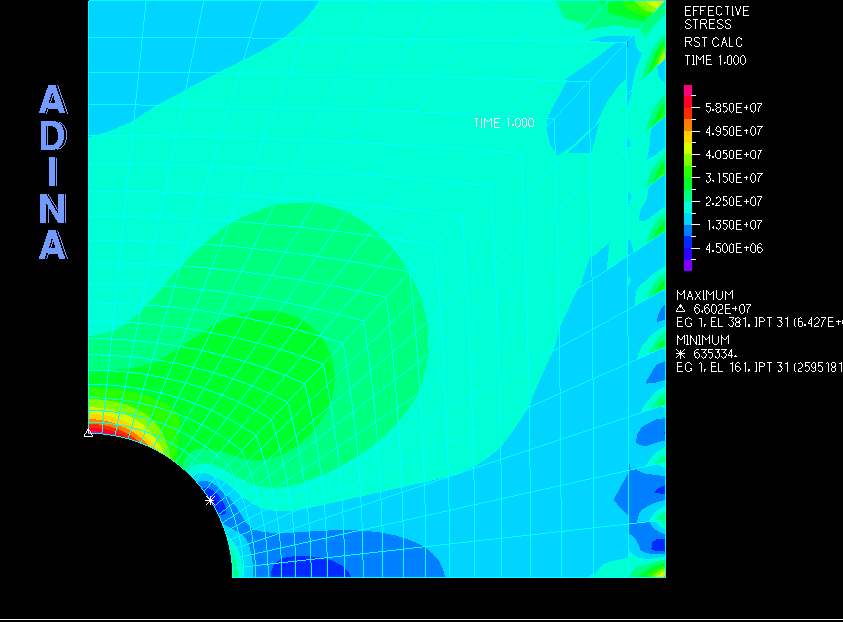 ADINA
EFFECTIVE
STRESS
RST CALC
TIME 1.000
TIME 1.000
5.850E+07
4.950E+07
4.050E+07
3.150E+07
2.250E+07
1.350E+07
4.500E+06
MAXIMUM
△ 6.602E+07
EG 1, EL 381, IPT 31 (6.427E+
MINIMUM
✳ 635334.
EG 1, EL 161, IPT 31 (2595181